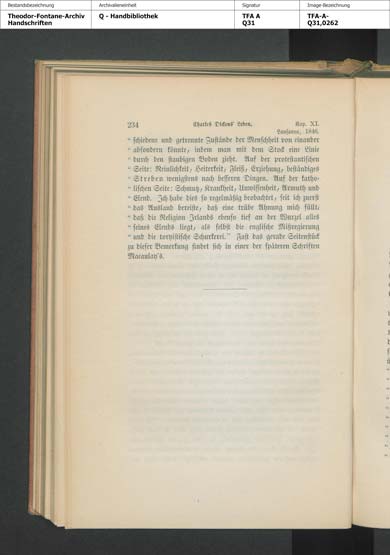 Bestandsbezeichnung
Archivalieneinheit
Signatur
Image-Bezeichnung
Theodor-Fontane-Archiv
Handschriften
Q - Handbibliothek
TFA A
Q31
TFA-A-
Q31,0262
234 Charles Dickens' Leben. Kap. XI.
Lausanne, 1846.
“ schiedene und getrennte Zustände der Menschheit von einander
“ absondern könnte, indem man mit dem Stock eine Linie
“ durch den staubigen Boden zieht. Auf der protestantischen
“ Seite: Reinlichkeit, Heiterkeit, Fleiß, Erziehung, beständiges
“ Streben wenigstens nach besseren Dingen. Auf der katho-
“ lischen Seite: Schmutz, Krankheit, Unwissenheit, Armuth und
“ Elend. Ich habe dies so regelmäßig beobachtet, seit ich zuerst
“ das Ausland bereiste, daß eine trübe Ahnung mich füllt,
“ daß die Religion Irlands ebenso tief an der Wurzel alles
“ seines Elends liegt, als selbst die englische Mißregierung
“ und die toryistische Schurkerei.” Fast das gerade Seitenstück
zu dieser Bemerkung findet sich in einer der späteren Schriften
Macaulay's.